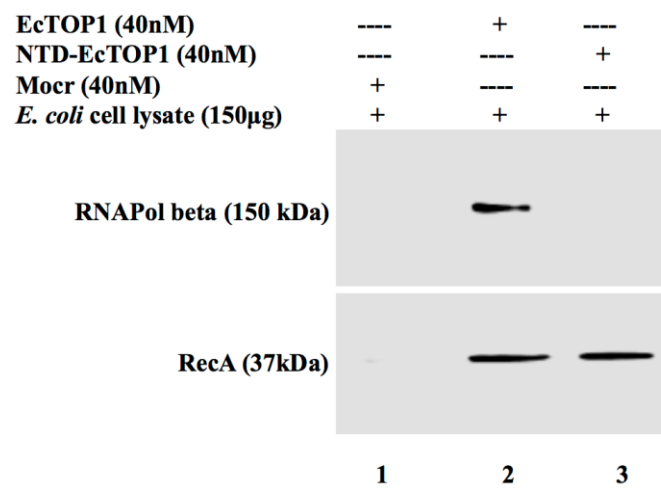 EcTOP1 (40nM) ---- + ----
NTD-EcTOP1 (40nM) ---- ---- +
Mocr (40nM) + ---- ----
E. coli cell lysate (150µg) + + +
RNAPol beta (150 kDa)
RecA (37kDa)
1 2 3